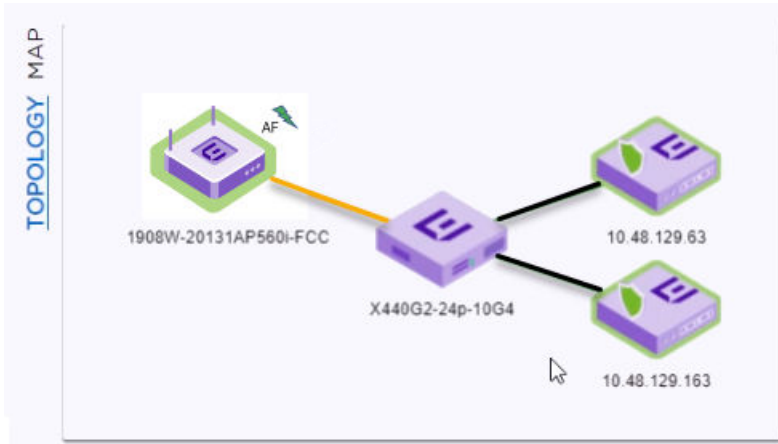 TOPOLOGY MAP
AF
1908W-20131AP560i-FCC
10.48.129.63
X440G2-24p-10G4
10.48.129.163